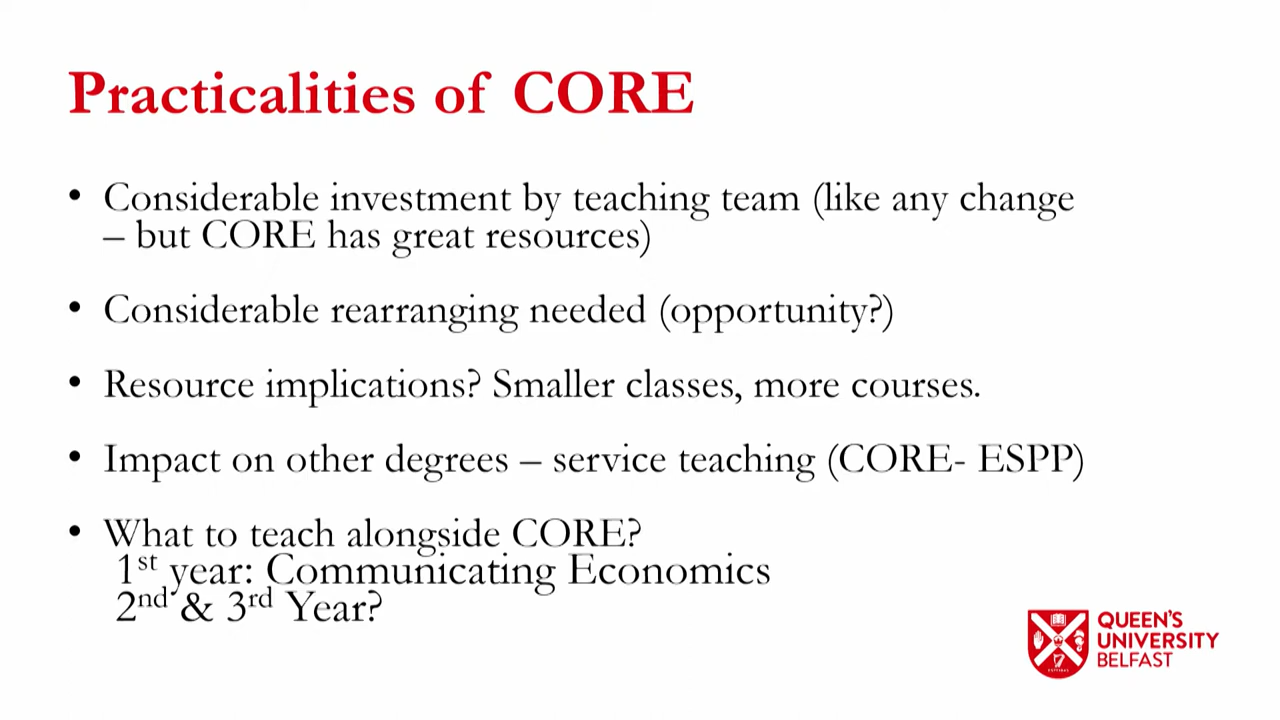 Practicalities of CORE
• Considerable investment by teaching team (like any change
– but CORE has great resources)
• Considerable rearranging needed (opportunity?)
• Resource implications? Smaller classes, more courses.
• Impact on other degrees – service teaching (CORE- ESPP)
• What to teach alongside CORE?
1st year: Communicating Economics
2nd & 3rd Year?
QUEEN'S
UNIVERSITY
BELFAST